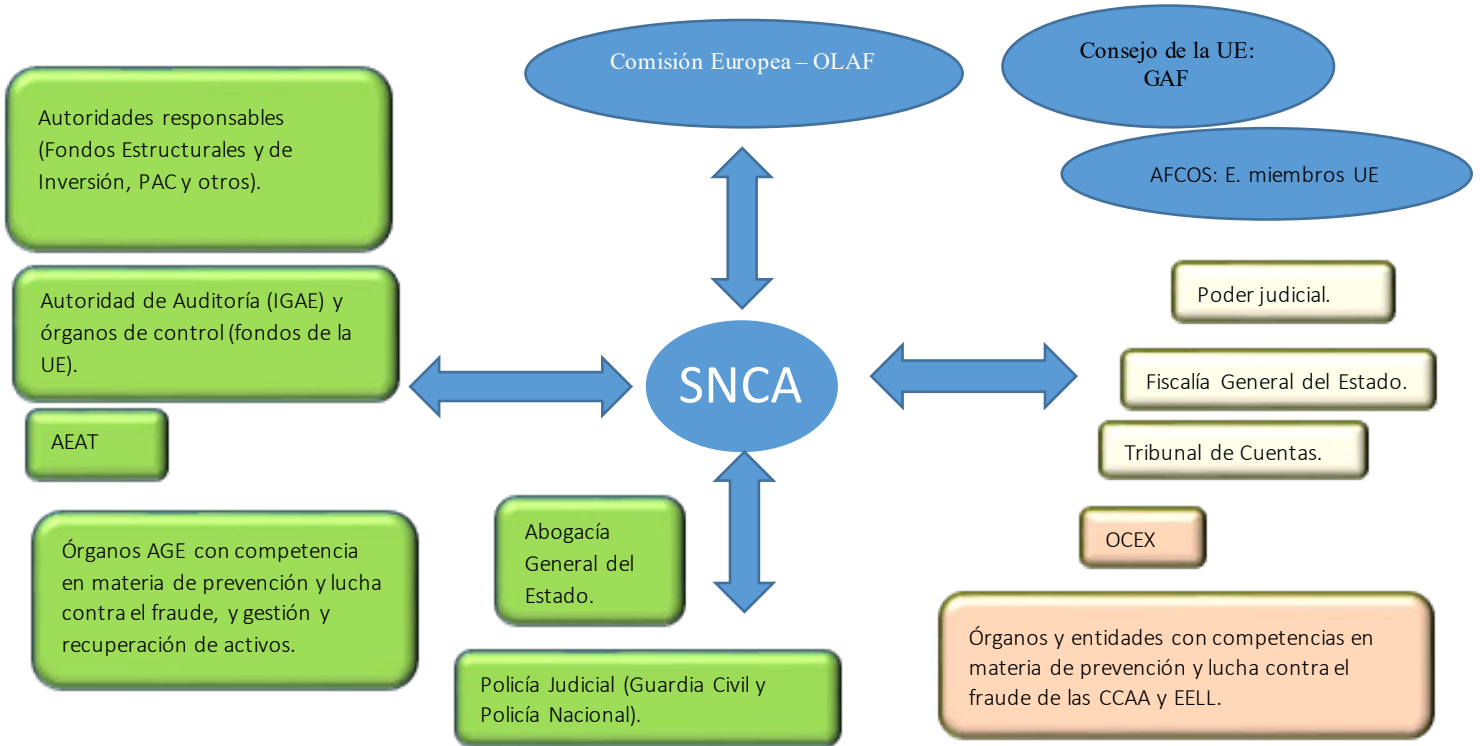 Comisión Europea – OLAF
Consejo de la UE:
GAF
AFCOS: E. miembros UE
Autoridades responsables
(Fondos Estructurales y de
Inversión, PAC y otros).
Autoridad de Auditoría (IGAE) y
órganos de control (fondos de la
UE).
AEAT
Órganos AGE con competencia
en materia de prevención y lucha
contra el fraude, y gestión y
recuperación de activos.
SNCA
Abogacía
General del
Estado.
Policía Judicial (Guardia Civil y
Policía Nacional).
Poder judicial.
Fiscalía General del Estado.
Tribunal de Cuentas.
OCEX
Órganos y entidades con competencias en
materia de prevención y lucha contra el
fraude de las CCAA y EELL.